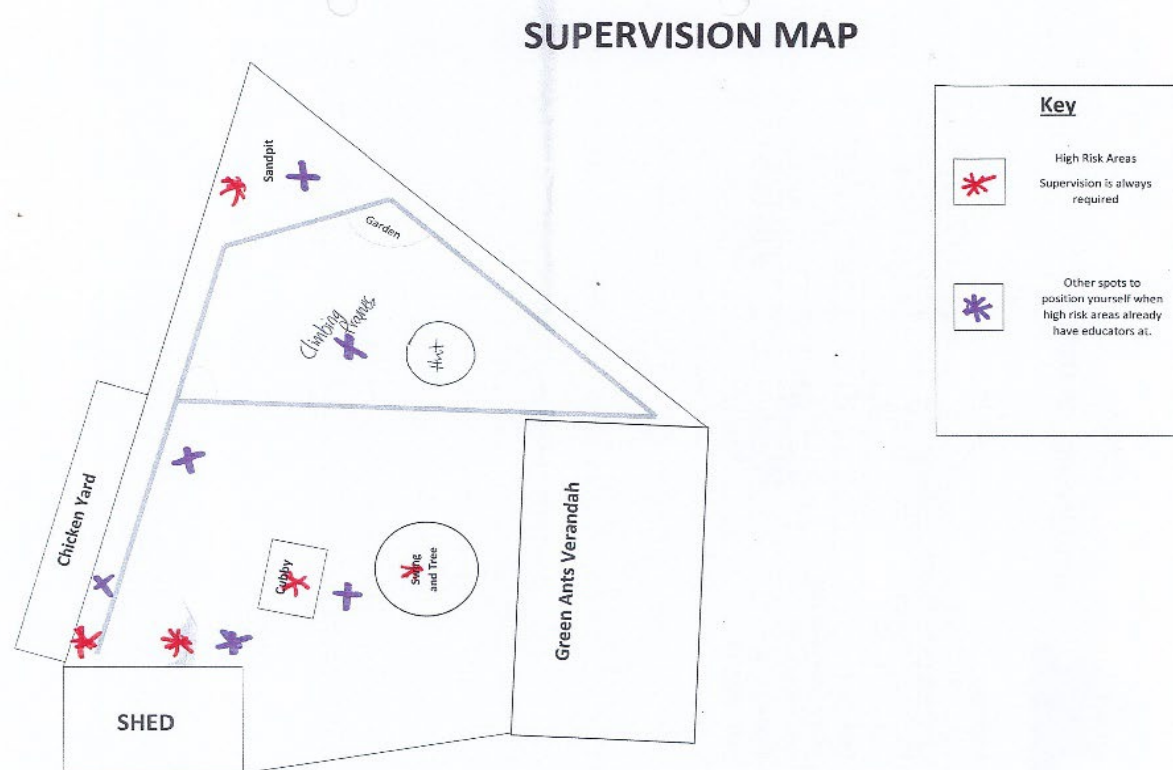 SUPERVISION MAP
Key
High Risk Areas
Supervision is always
required
Other spots to
position yourself when
high risk areas already
have educators at.
Sandpit
Garden
Climbing
frames
Hut
Chicken Yard
Cubby
Swing
and Tree
Green Ants Verandah
SHED